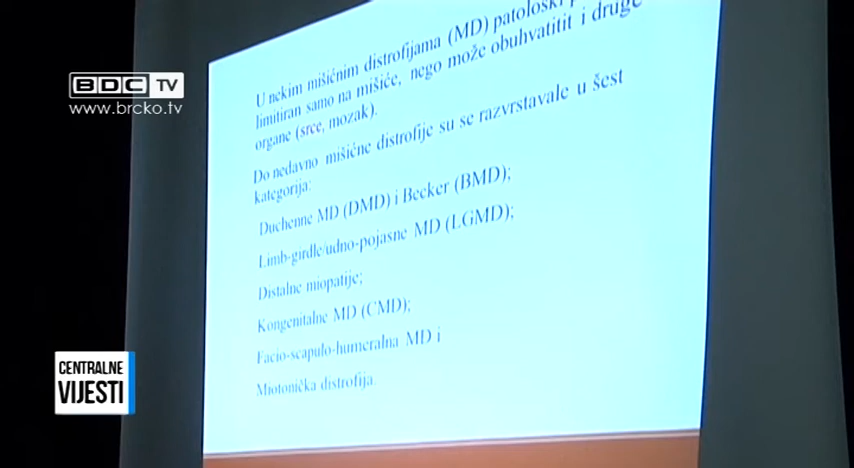 BDC TV
www.brcko.tv
U nekim mišićnim distrofijama (MD) patološki
limitiran samo na mišiće, nego može obuhvatitit i druge
organe (srce, mozak).
Do nedavno mišićne distrofije su se razvrstavale u šest
kategorija:
Duchenne MD (DMD) i Becker (BMD);
Limb-girdle/udno-pojasne MD (LGMD);
Distalne miopatije;
Kongenitalne MD (CMD);
Facio-scapulo-humeralna MD i
Miotonička distrofija.
CENTRALNE
VIJESTI